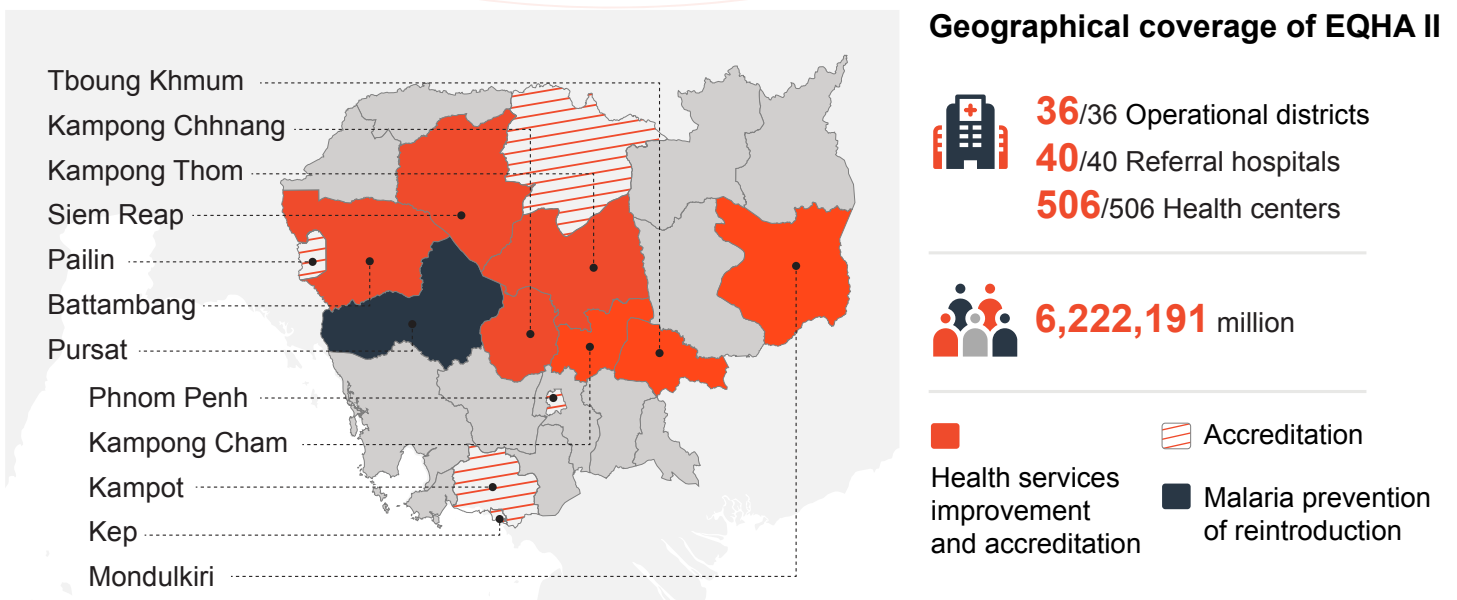 Tboung Khmum
Kampong Chhnang
Kampong Thom
Siem Reap
Pailin
Battambang
Pursat
Phnom Penh
Kampong Cham
Kampot
Kep
Mondulkiri
Geographical coverage of EQHA II
36/36 Operational districts
40/40 Referral hospitals
506/506 Health centers
6,222,191 million
Health services
improvement
and accreditation
Accreditation
Malaria prevention
of reintroduction